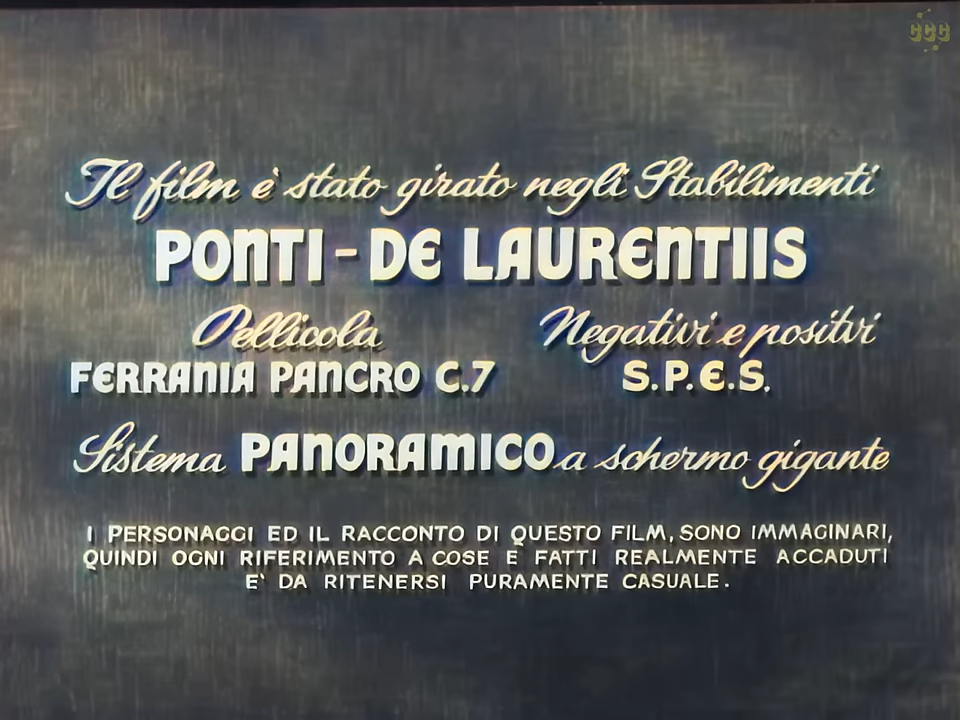 CCC
Il film è stato girato negli Stabilimenti
PONTI - DE LAURENTIIS
Pellicola
FERRANIA PANCRO C.7
Negativi e positivi
S.P.E.S.
Sistema PANORAMICO a schermo gigante
I PERSONAGGI ED IL RACCONTO DI QUESTO FILM, SONO IMMAGINARI,
QUINDI OGNI RIFERIMENTO A COSE E FATTI REALMENTE ACCADUTI
E' DA RITENERSI PURAMENTE CASUALE.